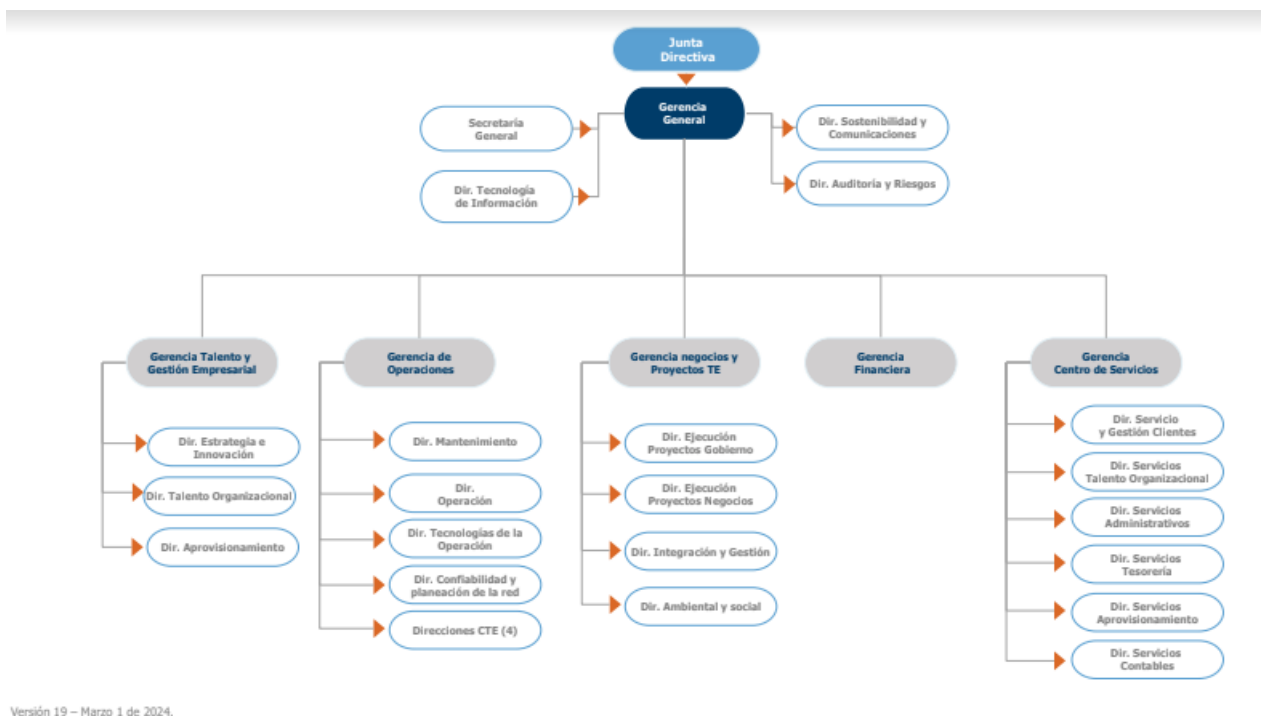 Junta
Directiva
Gerencia
General
Secretaría
General
Dir. Tecnología
de Información
Dir. Sostenibilidad y
Comunicaciones
Dir. Auditoría y Riesgos
Gerencia Talento y
Gestión Empresarial
Dir. Estrategia e
Innovación
Dir. Talento Organizacional
Dir. Aprovisionamiento
Gerencia de
Operaciones
Dir. Mantenimiento
Dir.
Operación
Dir. Tecnologías de la
Operación
Dir. Confiabilidad y
planeación de la red
Direcciones CTE (4)
Gerencia negocios y
Proyectos TE
Dir. Ejecución
Proyectos Gobierno
Dir. Ejecución
Proyectos Negocios
Dir. Integración y Gestión
Dir. Ambiental y social
Gerencia
Financiera
Gerencia
Centro de Servicios
Dir. Servicio
y Gestión Clientes
Dir. Servicios
Talento Organizacional
Dir. Servicios
Administrativos
Dir. Servicios
Tesorería
Dir. Servicios
Aprovisionamiento
Dir. Servicios
Contables
Versión 19 – Marzo 1 de 2024.